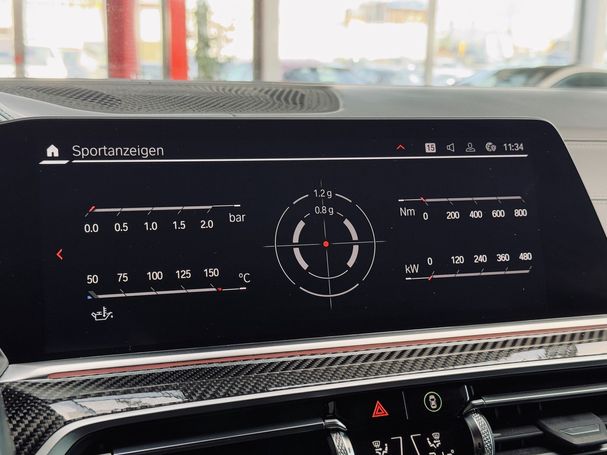 Sportanzeigen
15 11:34
0.0 0.5 1.0 1.5 2.0 bar
50 75 100 125 150 °C
1.2 g
0.8 g
Nm 0 200 400 600 800
kW 0 120 240 360 480